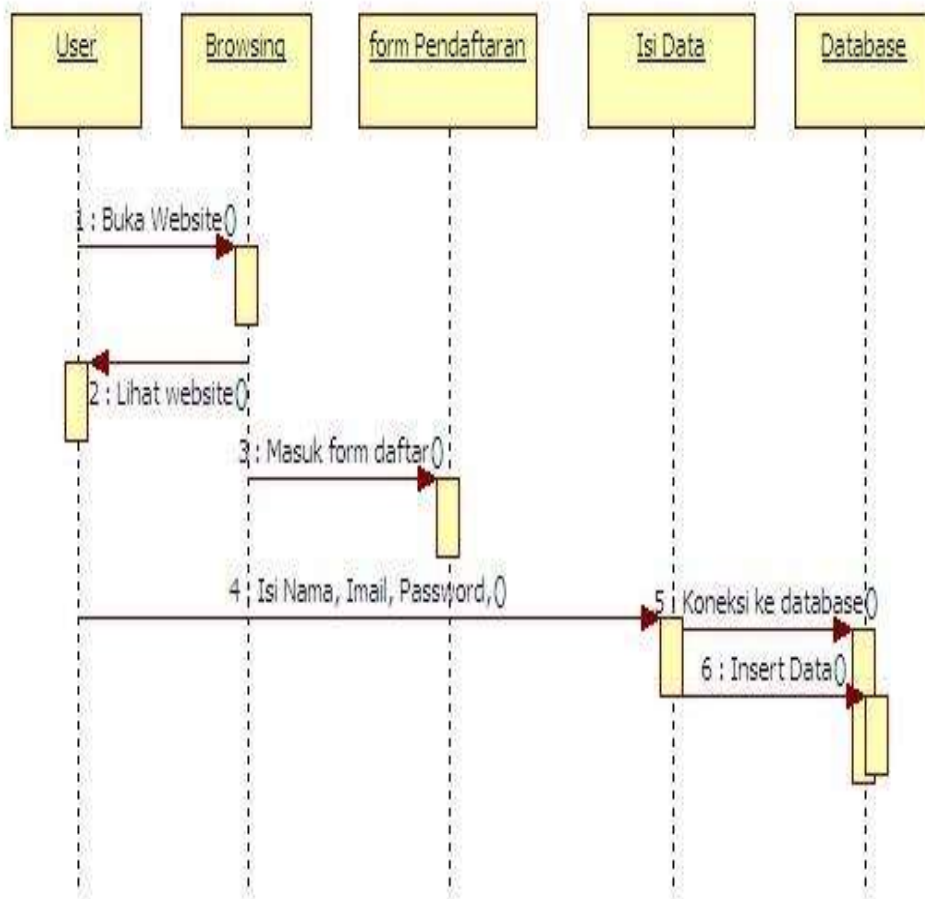 User
Browsing
form Pendaftaran
Isi Data
Database
1 : Buka Website()
2 : Lihat website()
3 : Masuk form daftar()
4 : Isi Nama, Imail, Password,()
5 : Koneksi ke database()
6 : Insert Data()